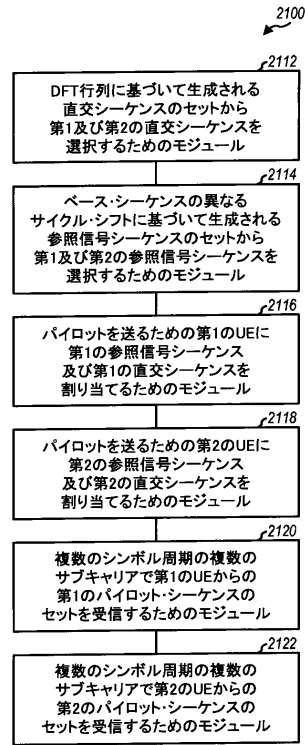 2100
2112
DFT行列に基づいて生成される
直交シーケンスのセットから
第1及び第2の直交シーケンスを
選択するためのモジュール
2114
ベース・シーケンスの異なる
サイクル・シフトに基づいて生成される
参照信号シーケンスのセットから
第1及び第2の参照信号シーケンスを
選択するためのモジュール
2116
パイロットを送るための第1のUEに
第1の参照信号シーケンス
及び第1の直交シーケンスを
割り当てるためのモジュール
2118
パイロットを送るための第2のUEに
第2の参照信号シーケンス
及び第2の直交シーケンスを
割り当てるためのモジュール
2120
複数のシンボル周期の複数の
サブキャリアで第1のUEからの
第1のパイロット・シーケンスの
セットを受信するためのモジュール
2122
複数のシンボル周期の複数の
サブキャリアで第2のUEからの
第2のパイロット・シーケンスの
セットを受信するためのモジュール